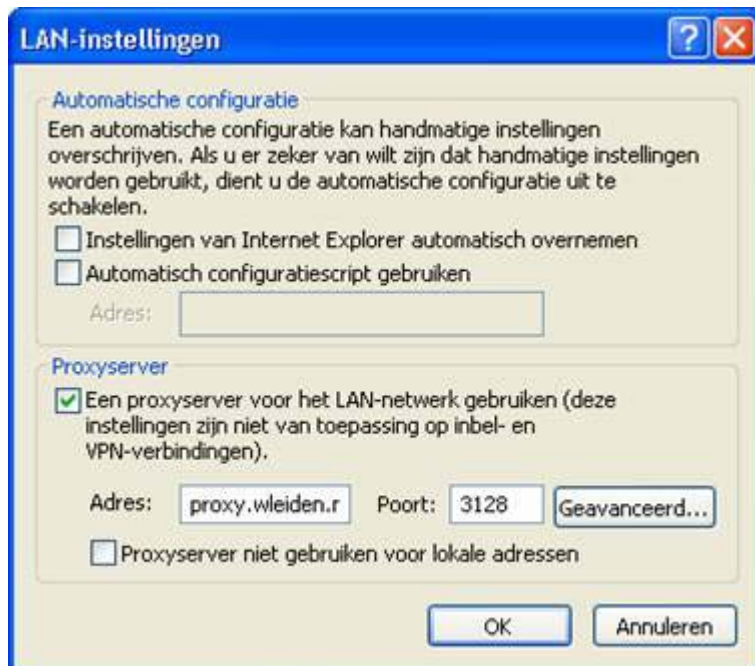 LAN-instellingen
Automatische configuratie
Een automatische configuratie kan handmatige instellingen
overschrijven. Als u er zeker van wilt zijn dat handmatige instellingen
worden gebruikt, dient u de automatische configuratie uit te
schakelen.
Instellingen van Internet Explorer automatisch overnemen
Automatisch configuratiescript gebruiken
Adres:
Proxyserver
Een proxyserver voor het LAN-netwerk gebruiken (deze
instellingen zijn niet van toepassing op inbel- en
VPN-verbindingen).
Adres: proxy.wleiden.r Poort: 3128 Geavanceerd...
Proxyserver niet gebruiken voor lokale adressen
OK Annuleren